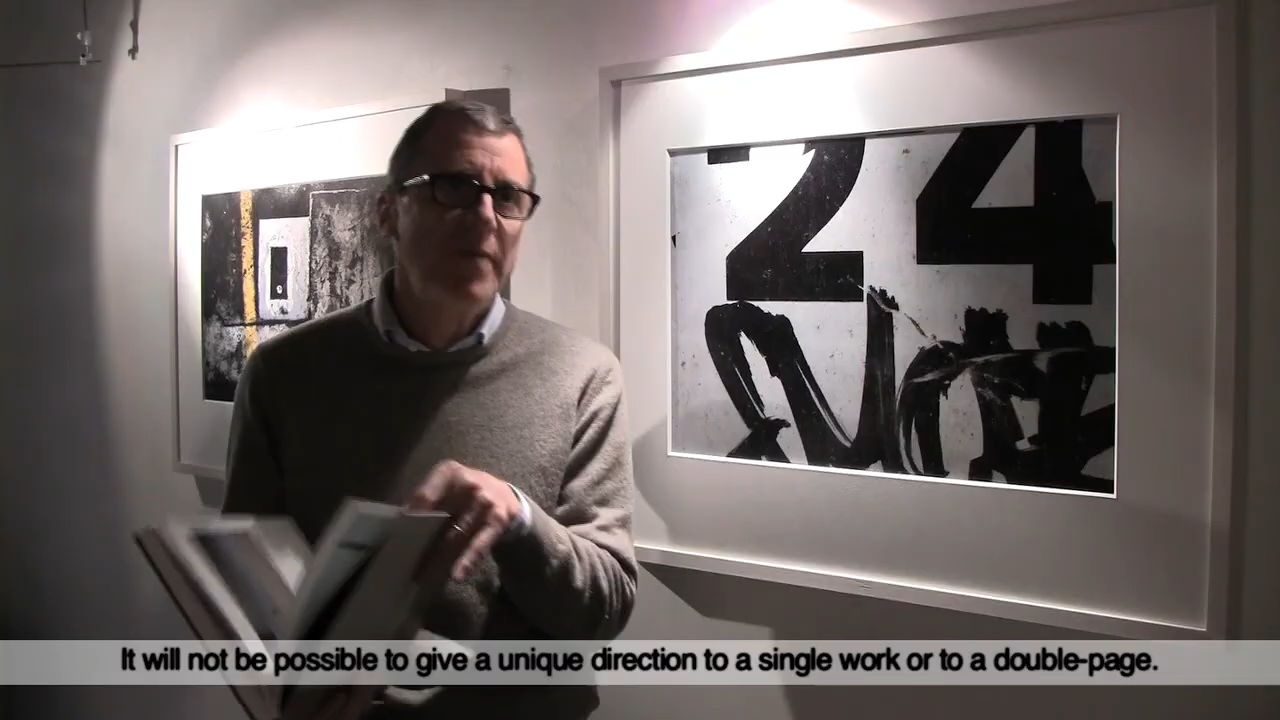 24
It will not be possible to give a unique direction to a single work or to a double-page.